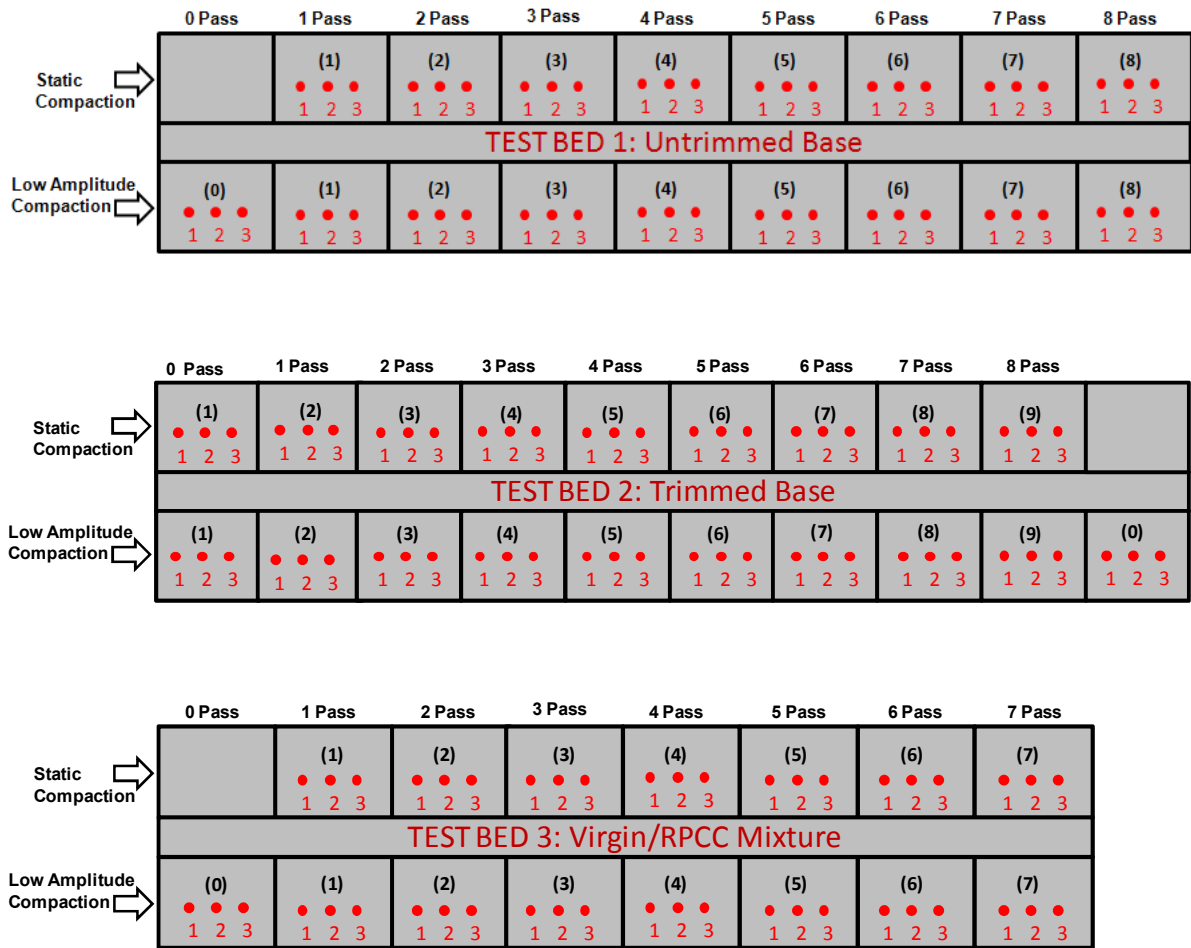 0 Pass 1 Pass 2 Pass 3 Pass 4 Pass 5 Pass 6 Pass 7 Pass 8 Pass
Static
Compaction
(1) (2) (3) (4) (5) (6) (7) (8)
1 2 3 1 2 3 1 2 3 1 2 3 1 2 3 1 2 3 1 2 3 1 2 3
TEST BED 1: Untrimmed Base
Low Amplitude
Compaction
(0) (1) (2) (3) (4) (5) (6) (7) (8)
1 2 3 1 2 3 1 2 3 1 2 3 1 2 3 1 2 3 1 2 3 1 2 3 1 2 3
0 Pass 1 Pass 2 Pass 3 Pass 4 Pass 5 Pass 6 Pass 7 Pass 8 Pass
Static
Compaction
(1) (2) (3) (4) (5) (6) (7) (8) (9)
1 2 3 1 2 3 1 2 3 1 2 3 1 2 3 1 2 3 1 2 3 1 2 3 1 2 3
TEST BED 2: Trimmed Base
Low Amplitude
Compaction
(1) (2) (3) (4) (5) (6) (7) (8) (9) (0)
1 2 3 1 2 3 1 2 3 1 2 3 1 2 3 1 2 3 1 2 3 1 2 3 1 2 3 1 2 3
0 Pass 1 Pass 2 Pass 3 Pass 4 Pass 5 Pass 6 Pass 7 Pass
Static
Compaction
(1) (2) (3) (4) (5) (6) (7)
1 2 3 1 2 3 1 2 3 1 2 3 1 2 3 1 2 3 1 2 3
TEST BED 3: Virgin/RPCC Mixture
Low Amplitude
Compaction
(0) (1) (2) (3) (4) (5) (6) (7)
1 2 3 1 2 3 1 2 3 1 2 3 1 2 3 1 2 3 1 2 3 1 2 3